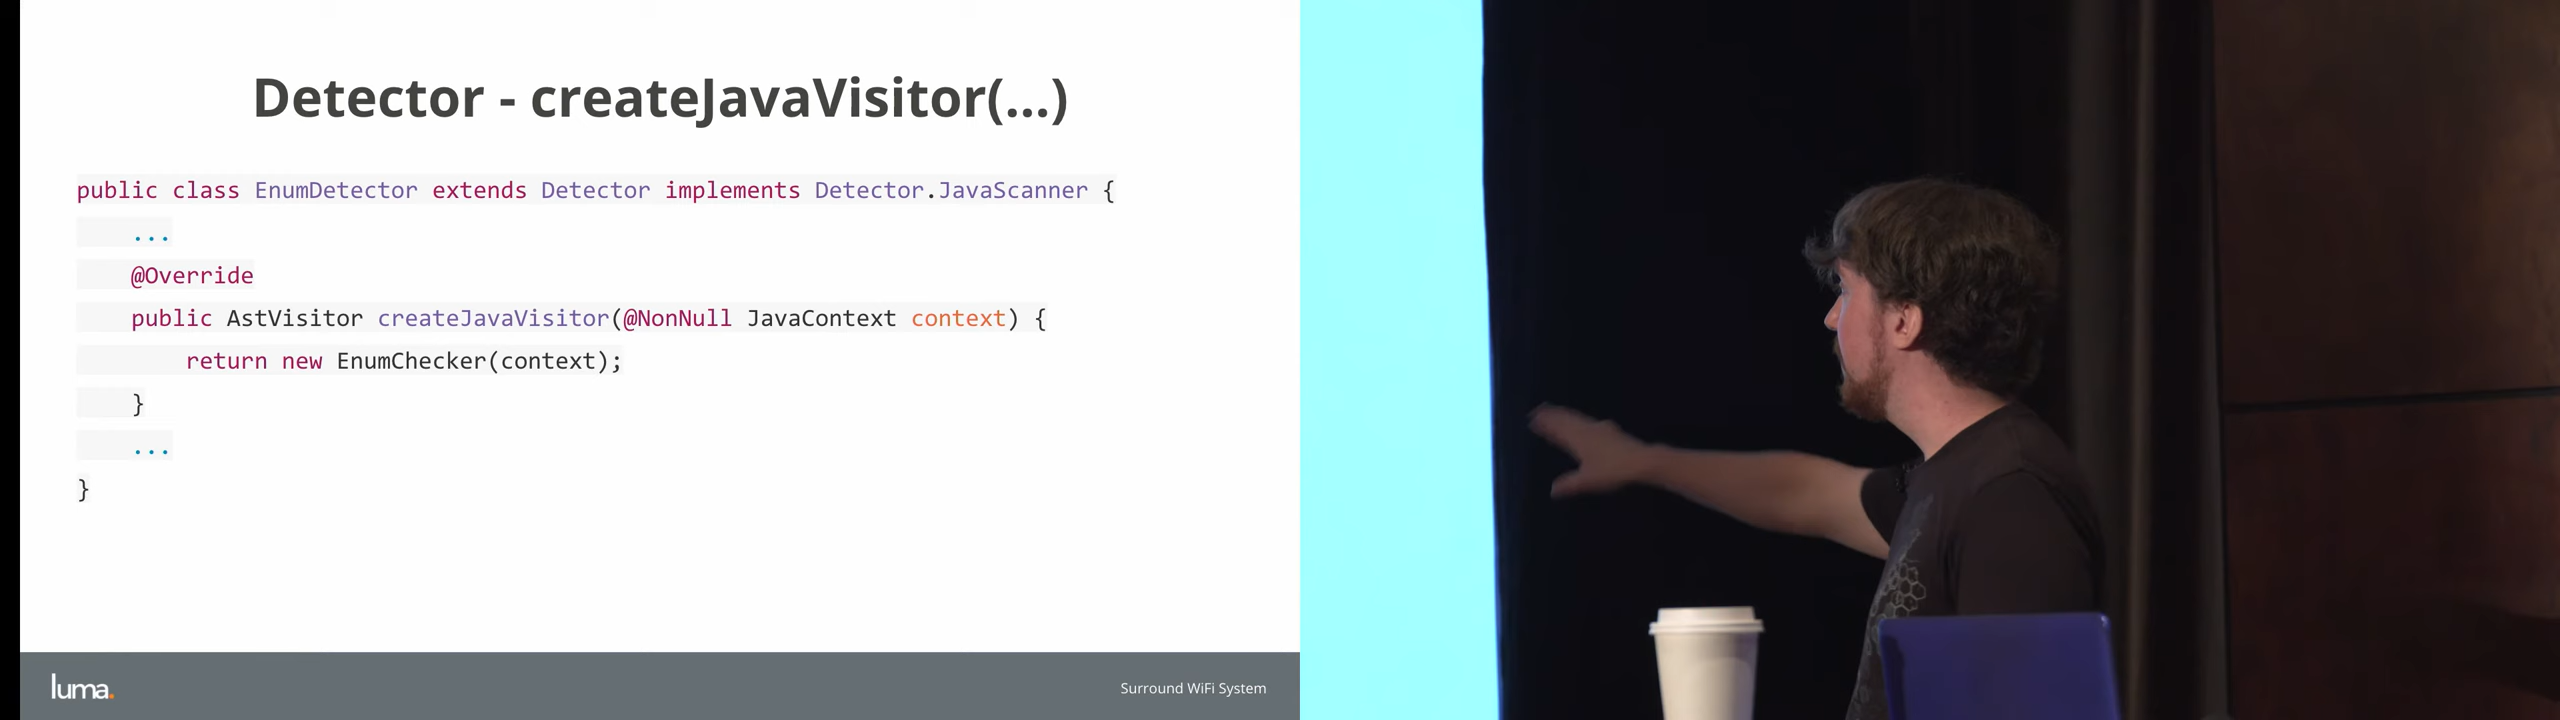 Detector - createJavaVisitor(...)
public class EnumDetector extends Detector implements Detector.JavaScanner {
...
@Override
public AstVisitor createJavaVisitor(@NonNull JavaContext context) {
return new EnumChecker(context);
}
...
}
luma.
Surround WiFi System